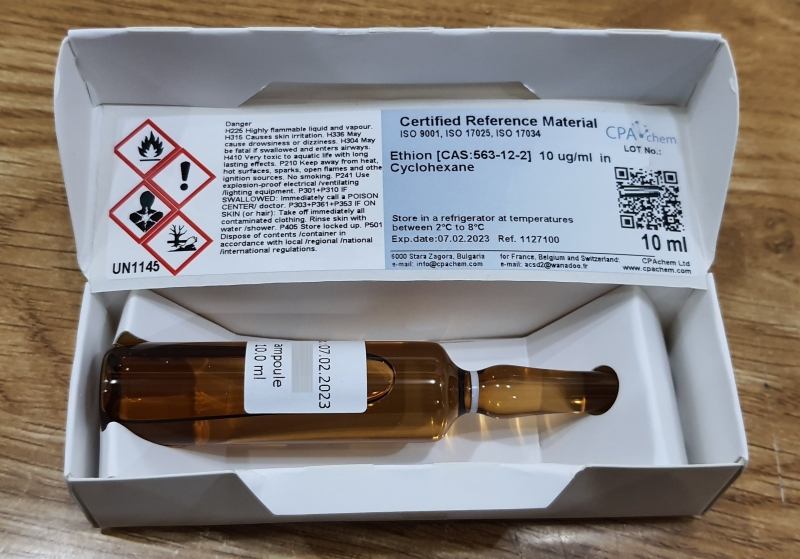 Danger
H225 Highly flammable liquid and vapour.
H315 Causes skin irritation. H336 May
cause drowsiness or dizziness. H304 May
be fatal if swallowed and enters airways.
H410 Very toxic to aquatic life with long
lasting effects. P210 Keep away from heat,
hot surfaces, sparks, open flames and other
ignition sources. No smoking. P241 Use
explosion-proof electrical /ventilating
/lighting equipment. P301+P310 IF
SWALLOWED: Immediately call a POISON
CENTER/ doctor. P303+P361+P353 IF ON
SKIN (or hair): Take off immediately all
contaminated clothing. Rinse skin with
water /shower. P405 Store locked up. P501
Dispose of contents /container in
accordance with local /regional /national
/international regulations.
UN1145
Certified Reference Material
ISO 9001, ISO 17025, ISO 17034
CPAchem
LOT No.:
Ethion [CAS:563-12-2] 10 ug/ml in
Cyclohexane
Store in a refrigerator at temperatures
between 2°C to 8°C
Exp.date:07.02.2023 Ref. 1127100
10 ml
6000 Stara Zagora, Bulgaria
e-mail: info@cpachem.com
for France, Belgium and Switzerland:
e-mail: acsd2@wanadoo.fr
CPAchem Ltd
www.cpachem.com
:07.02.2023
ampoule
10.0 ml